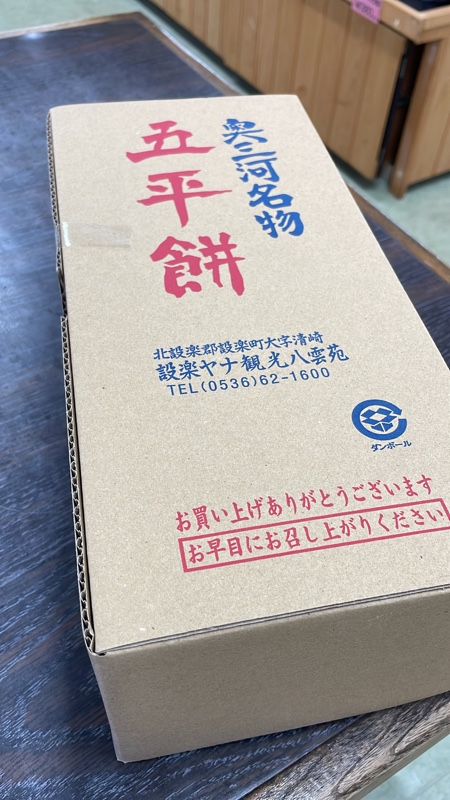 奥三河名物
五平餅
北設楽郡設楽町大字清崎
設楽ヤナ観光八雲苑
TEL(0536)62-1600
ダンボール
お買い上げありがとうございます
お早目にお召し上がりください